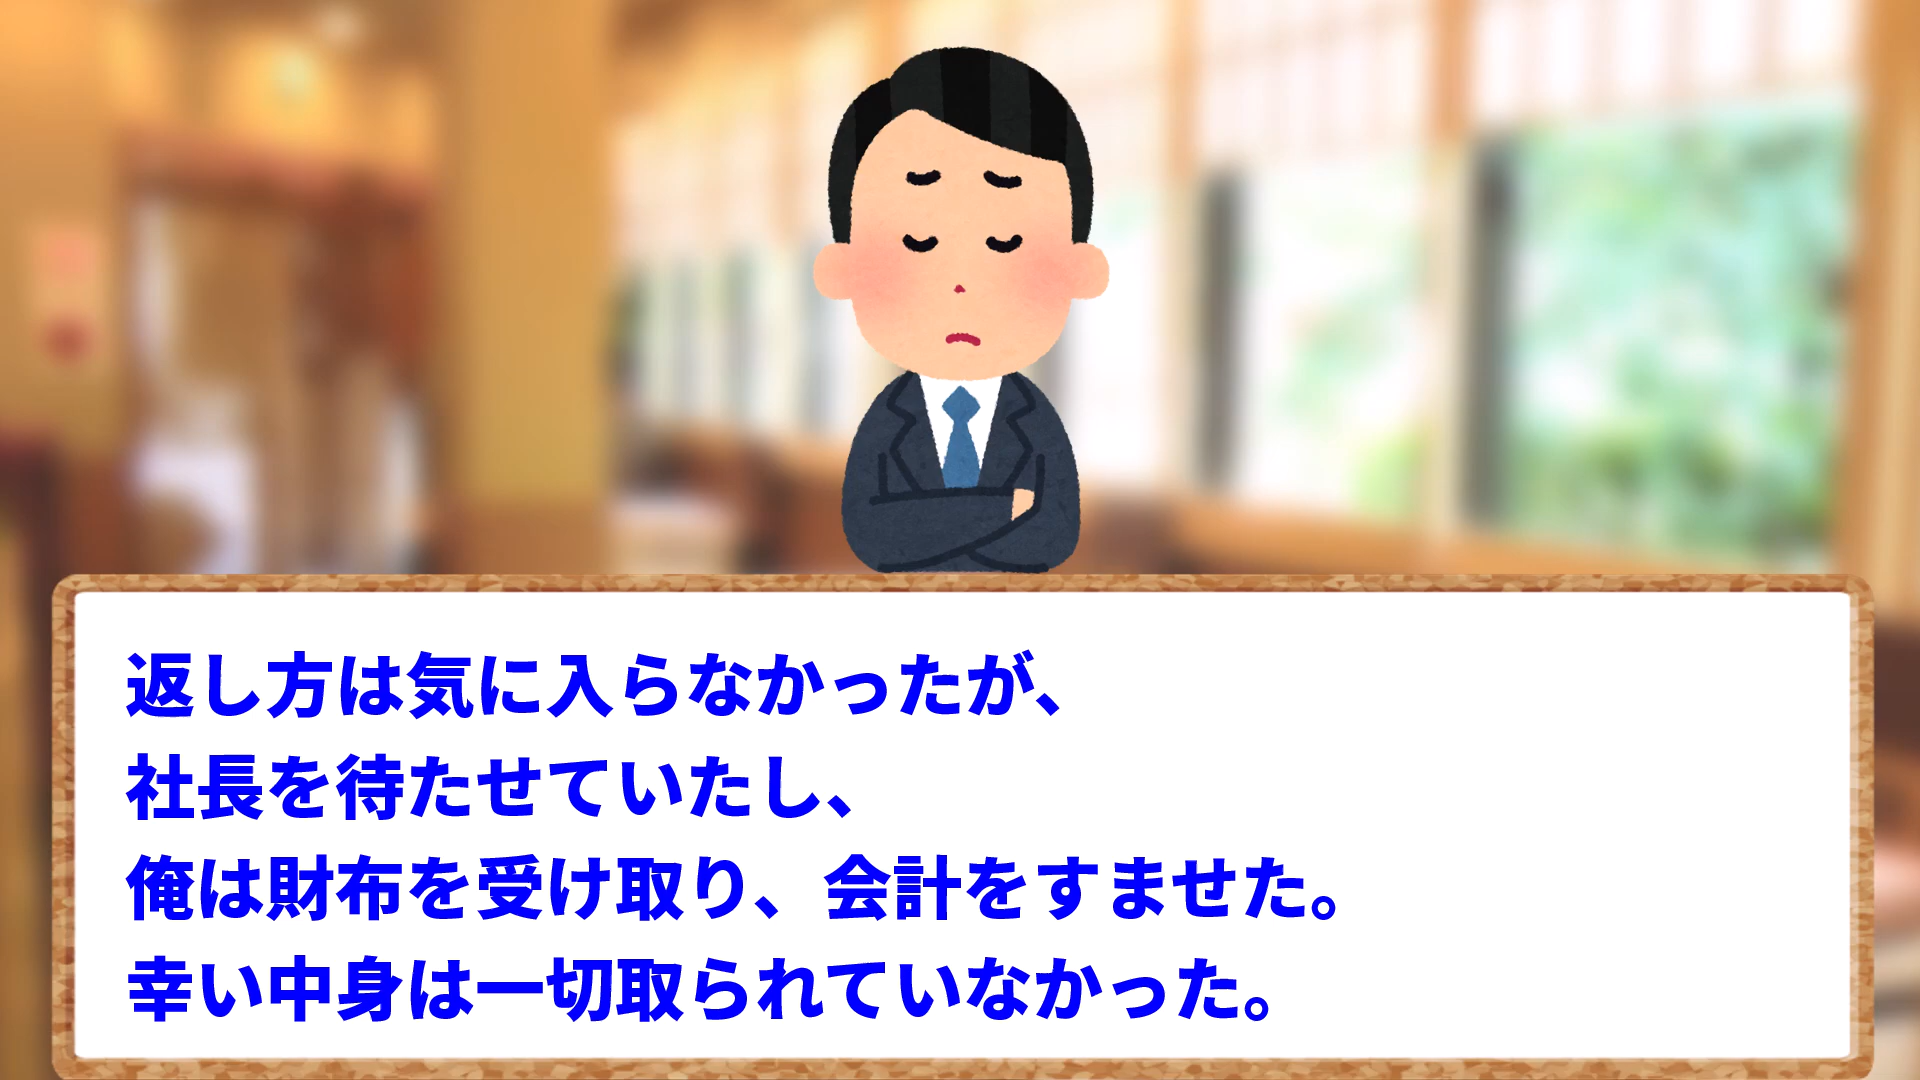 返し方は気に入らなかったが、
社長を待たせていたし、
俺は財布を受け取り、会計をすませた。
幸い中身は一切取られていなかった。